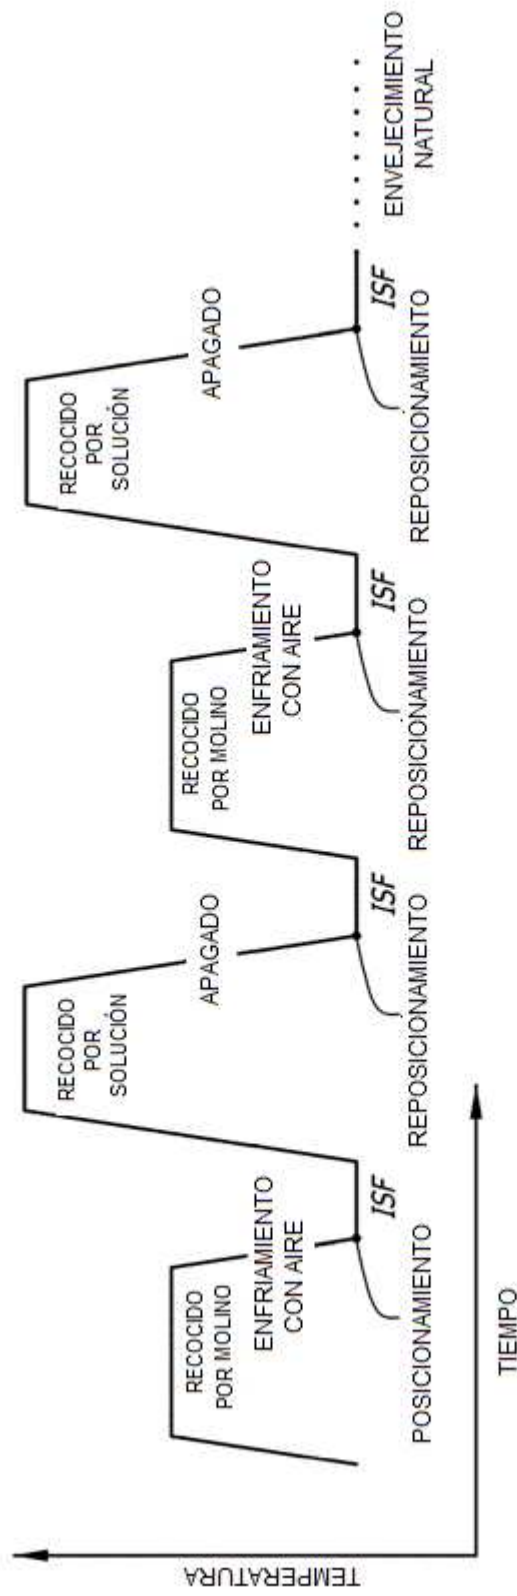 TEMPERATURA
TIEMPO
RECOCIDO
POR MOLINO
ENFRIAMIENTO
CON AIRE
POSICIONAMIENTO
ISF
RECOCIDO
POR
SOLUCIÓN
APAGADO
REPOSICIONAMIENTO
ISF
RECOCIDO
POR MOLINO
ENFRIAMIENTO
CON AIRE
REPOSICIONAMIENTO
ISF
RECOCIDO
POR
SOLUCIÓN
APAGADO
REPOSICIONAMIENTO
ISF
ENVEJECIMIENTO
NATURAL